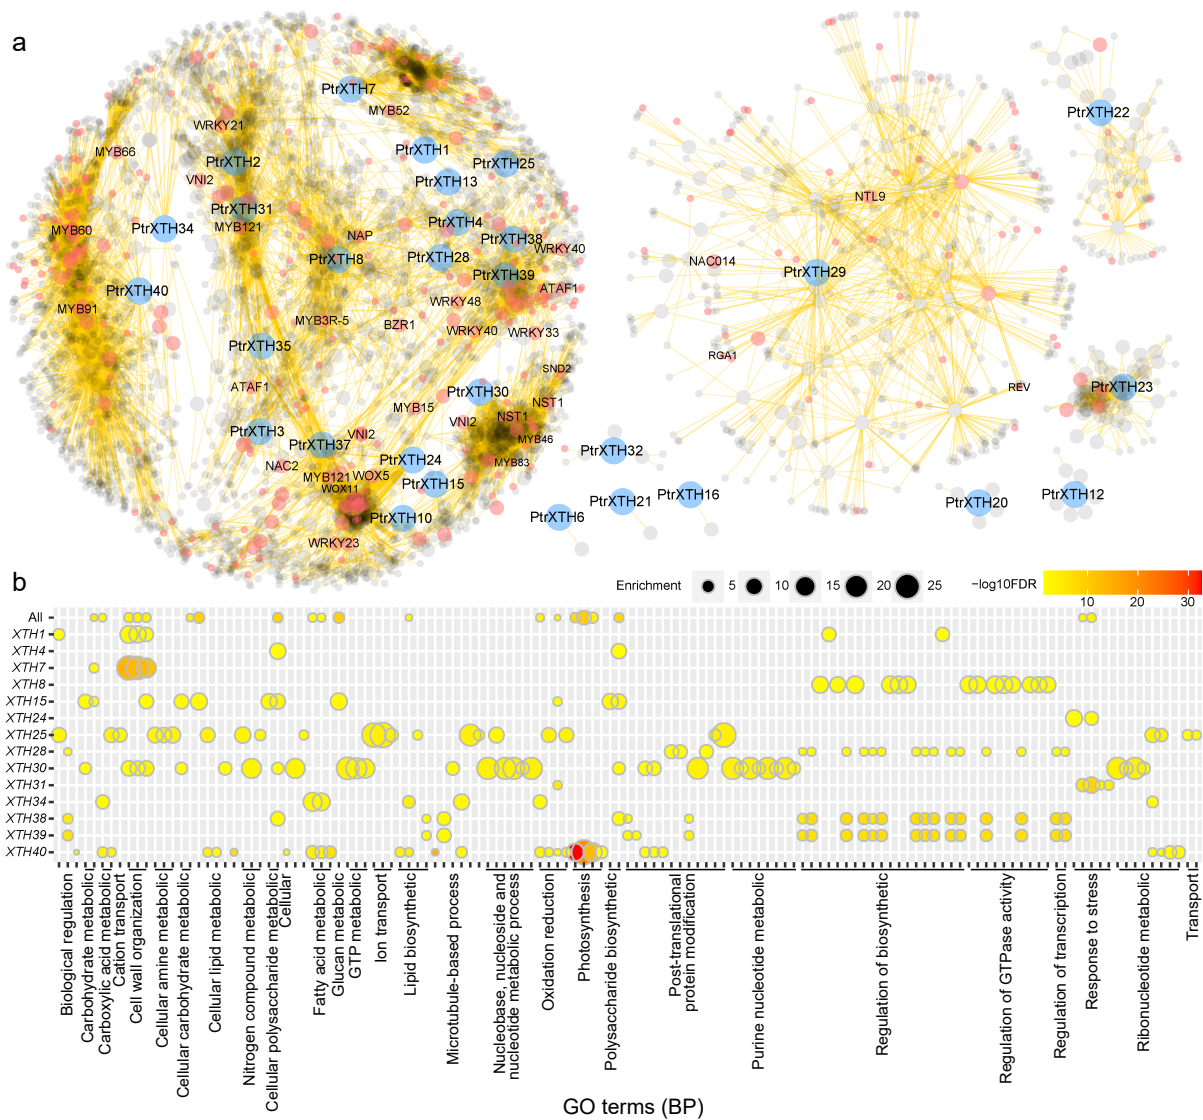 a
PtrXTH7
MYB52
WRKY21
PtrXTH1
MYB66
PtrXTH2
PtrXTH25
VNI2
PtrXTH13
PtrXTH31
MYB121
MYB60
PtrXTH34
PtrXTH4
NAP
PtrXTH38
WRKY40
PtrXTH8
PtrXTH28
PtrXTH39
PtrXTH40
ATAF1
MYB91
WRKY48
MYB3R-5
BZR1
WRKY40
WRKY33
PtrXTH35
SND2
ATAF1
PtrXTH30
NST1
MYB15
NST1
VNI2
PtrXTH3
VNI2
MYB46
PtrXTH37
PtrXTH24
MYB83
NAC2
MYB121
WOX5
WOX11
PtrXTH15
PtrXTH10
WRKY23
PtrXTH32
PtrXTH21
PtrXTH16
PtrXTH6
PtrXTH22
NTL9
NAC014
PtrXTH29
RGA1
REV
PtrXTH23
PtrXTH20
PtrXTH12
b
Enrichment 5 10 15 20 25
−log10FDR 10 20 30
All
XTH1
XTH4
XTH7
XTH8
XTH15
XTH24
XTH25
XTH28
XTH30
XTH31
XTH34
XTH38
XTH39
XTH40
Biological regulation
Carbohydrate metabolic
Carboxylic acid metabolic
Cation transport
Cell wall organization
Cellular amine metabolic
Cellular carbohydrate metabolic
Cellular lipid metabolic
Nitrogen compound metabolic
Cellular polysaccharide metabolic
Cellular
Fatty acid metabolic
Glucan metabolic
GTP metabolic
Ion transport
Lipid biosynthetic
Microtubule-based process
Nucleobase, nucleoside and
nucleotide metabolic process
Oxidation reduction
Photosynthesis
Polysaccharide biosynthetic
Post-translational
protein modification
Purine nucleotide metabolic
Regulation of biosynthetic
Regulation of GTPase activity
Regulation of transcriptionl
Response to stress
Ribonucleotide metabolic
Transport
GO terms (BP)